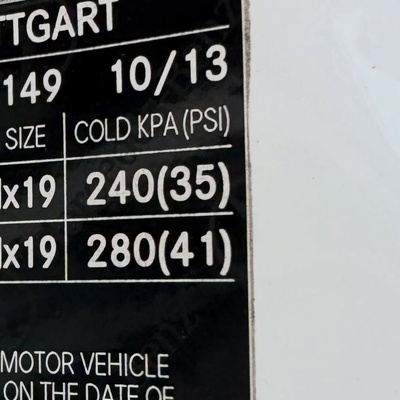 TTGART
149 10/13
SIZE COLD KPA(PSI)
x19 240(35)
x19 280(41)
MOTOR VEHICLE
ON THE DATE OF